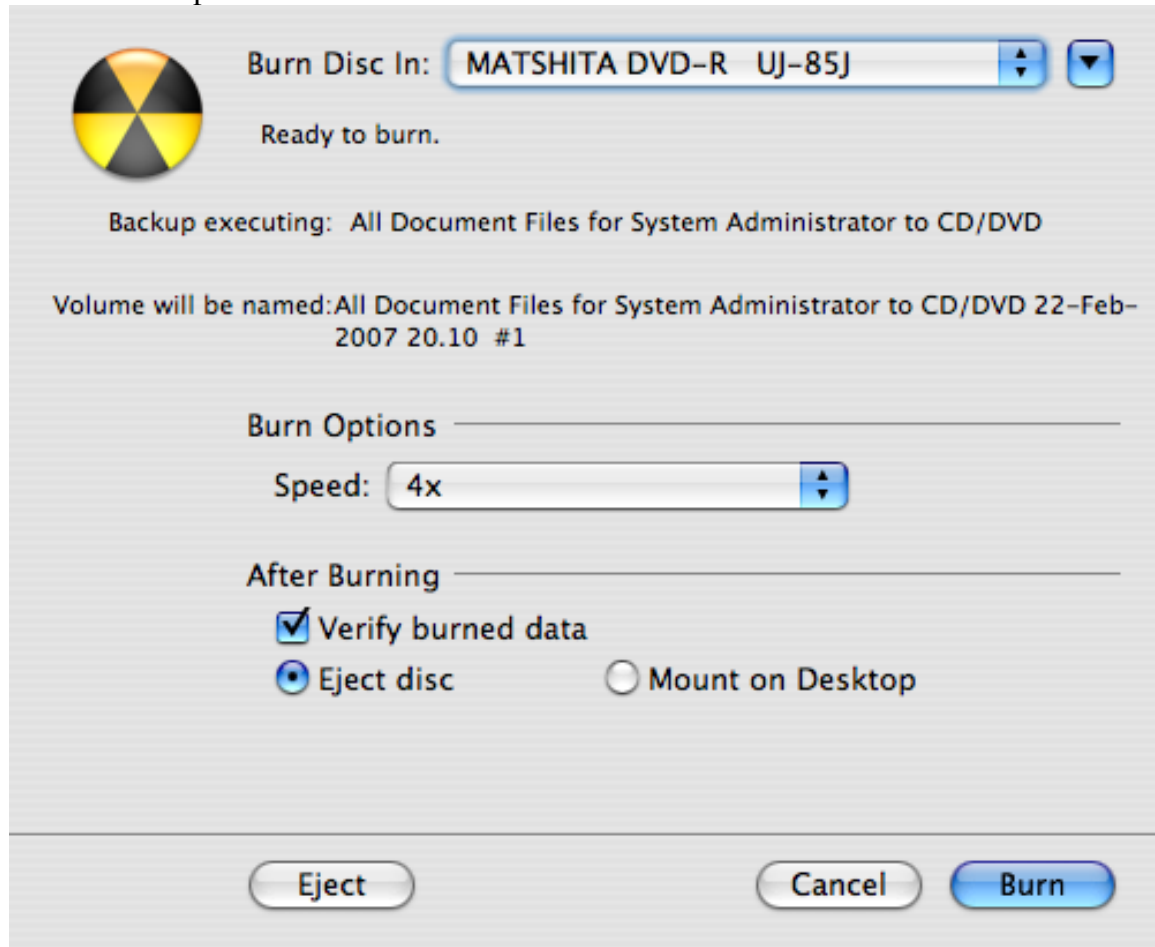 Burn Disc In: MATSHITA DVD-R UJ-85J
Ready to burn.
Backup executing: All Document Files for System Administrator to CD/DVD
Volume will be named:All Document Files for System Administrator to CD/DVD 22-Feb-
2007 20.10 #1
Burn Options
Speed: 4x
After Burning
Verify burned data
Eject disc Mount on Desktop
Eject Cancel Burn